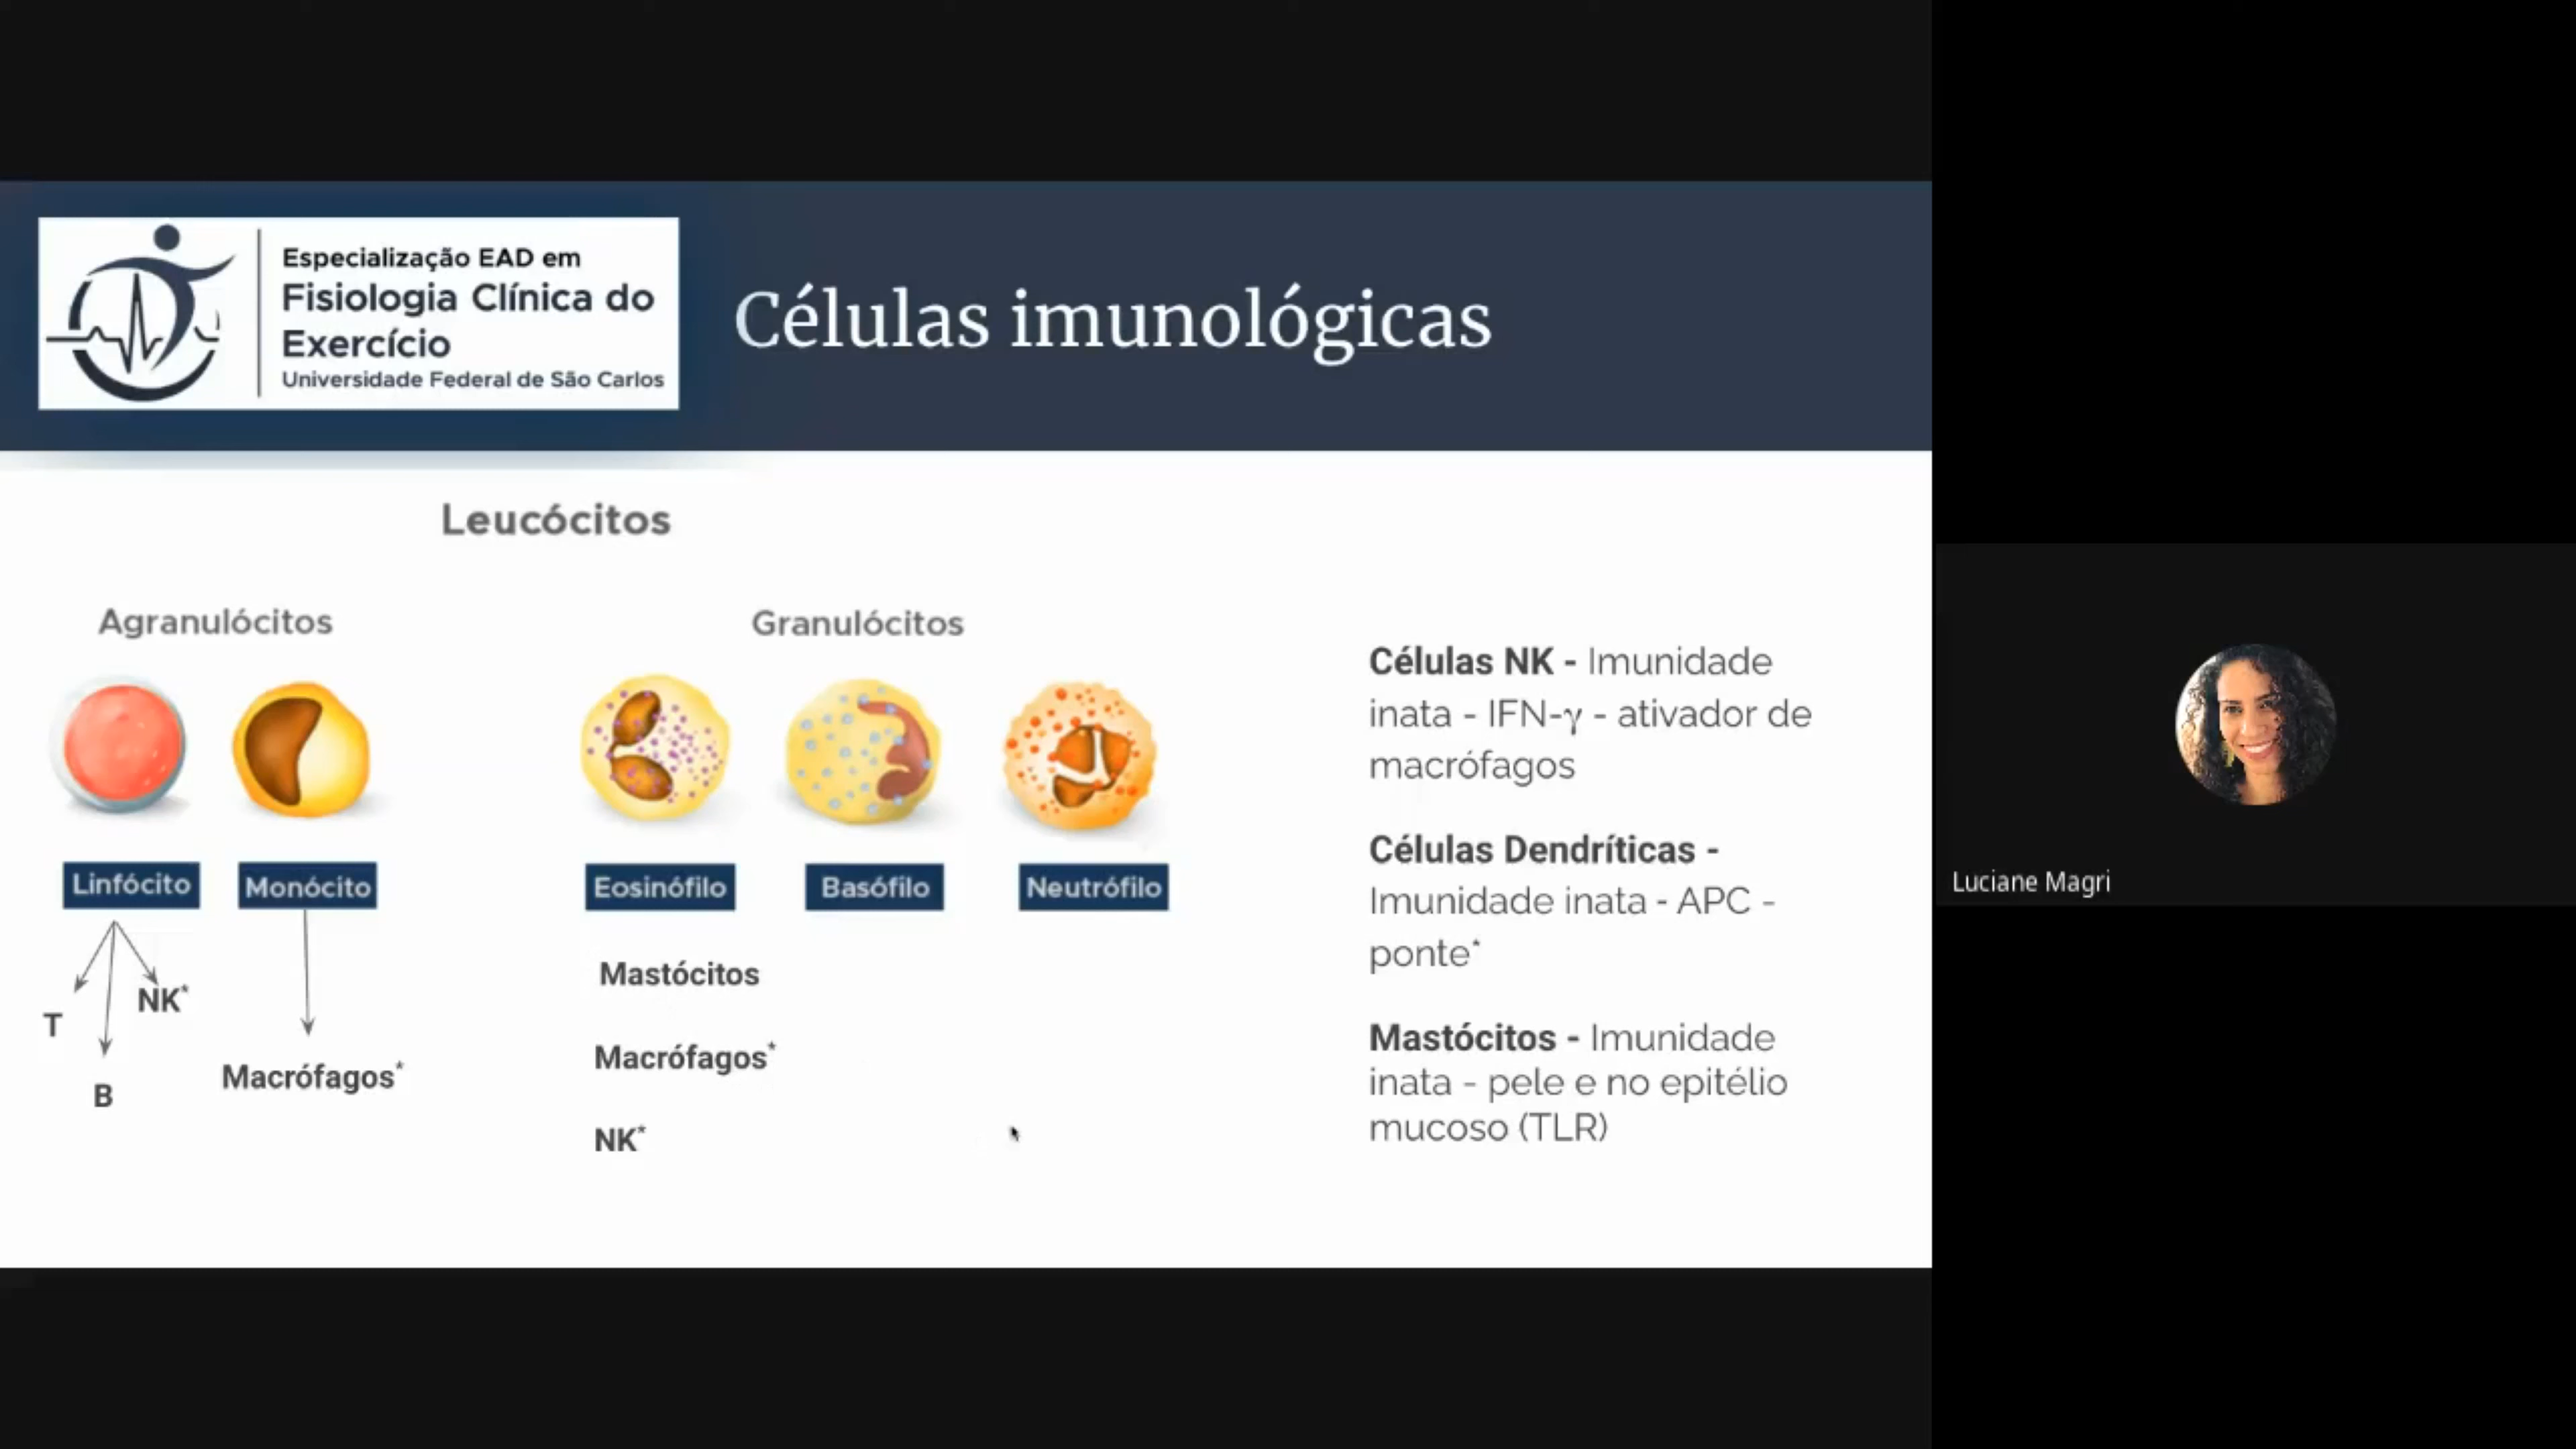 Especialização EAD em
Fisiologia Clínica do
Exercício
Universidade Federal de São Carlos
Células imunológicas
Leucócitos
Agranulócitos
Granulócitos
Linfócito
Monócito
Eosinófilo
Basófilo
Neutrófilo
T
B
NK*
Macrófagos*
Mastócitos
Macrófagos*
NK*
Células NK - Imunidade
inata - IFN-γ - ativador de
macrófagos
Células Dendríticas -
Imunidade inata - APC -
ponte*
Mastócitos - Imunidade
inata - pele e no epitélio
mucoso (TLR)
Luciane Magri